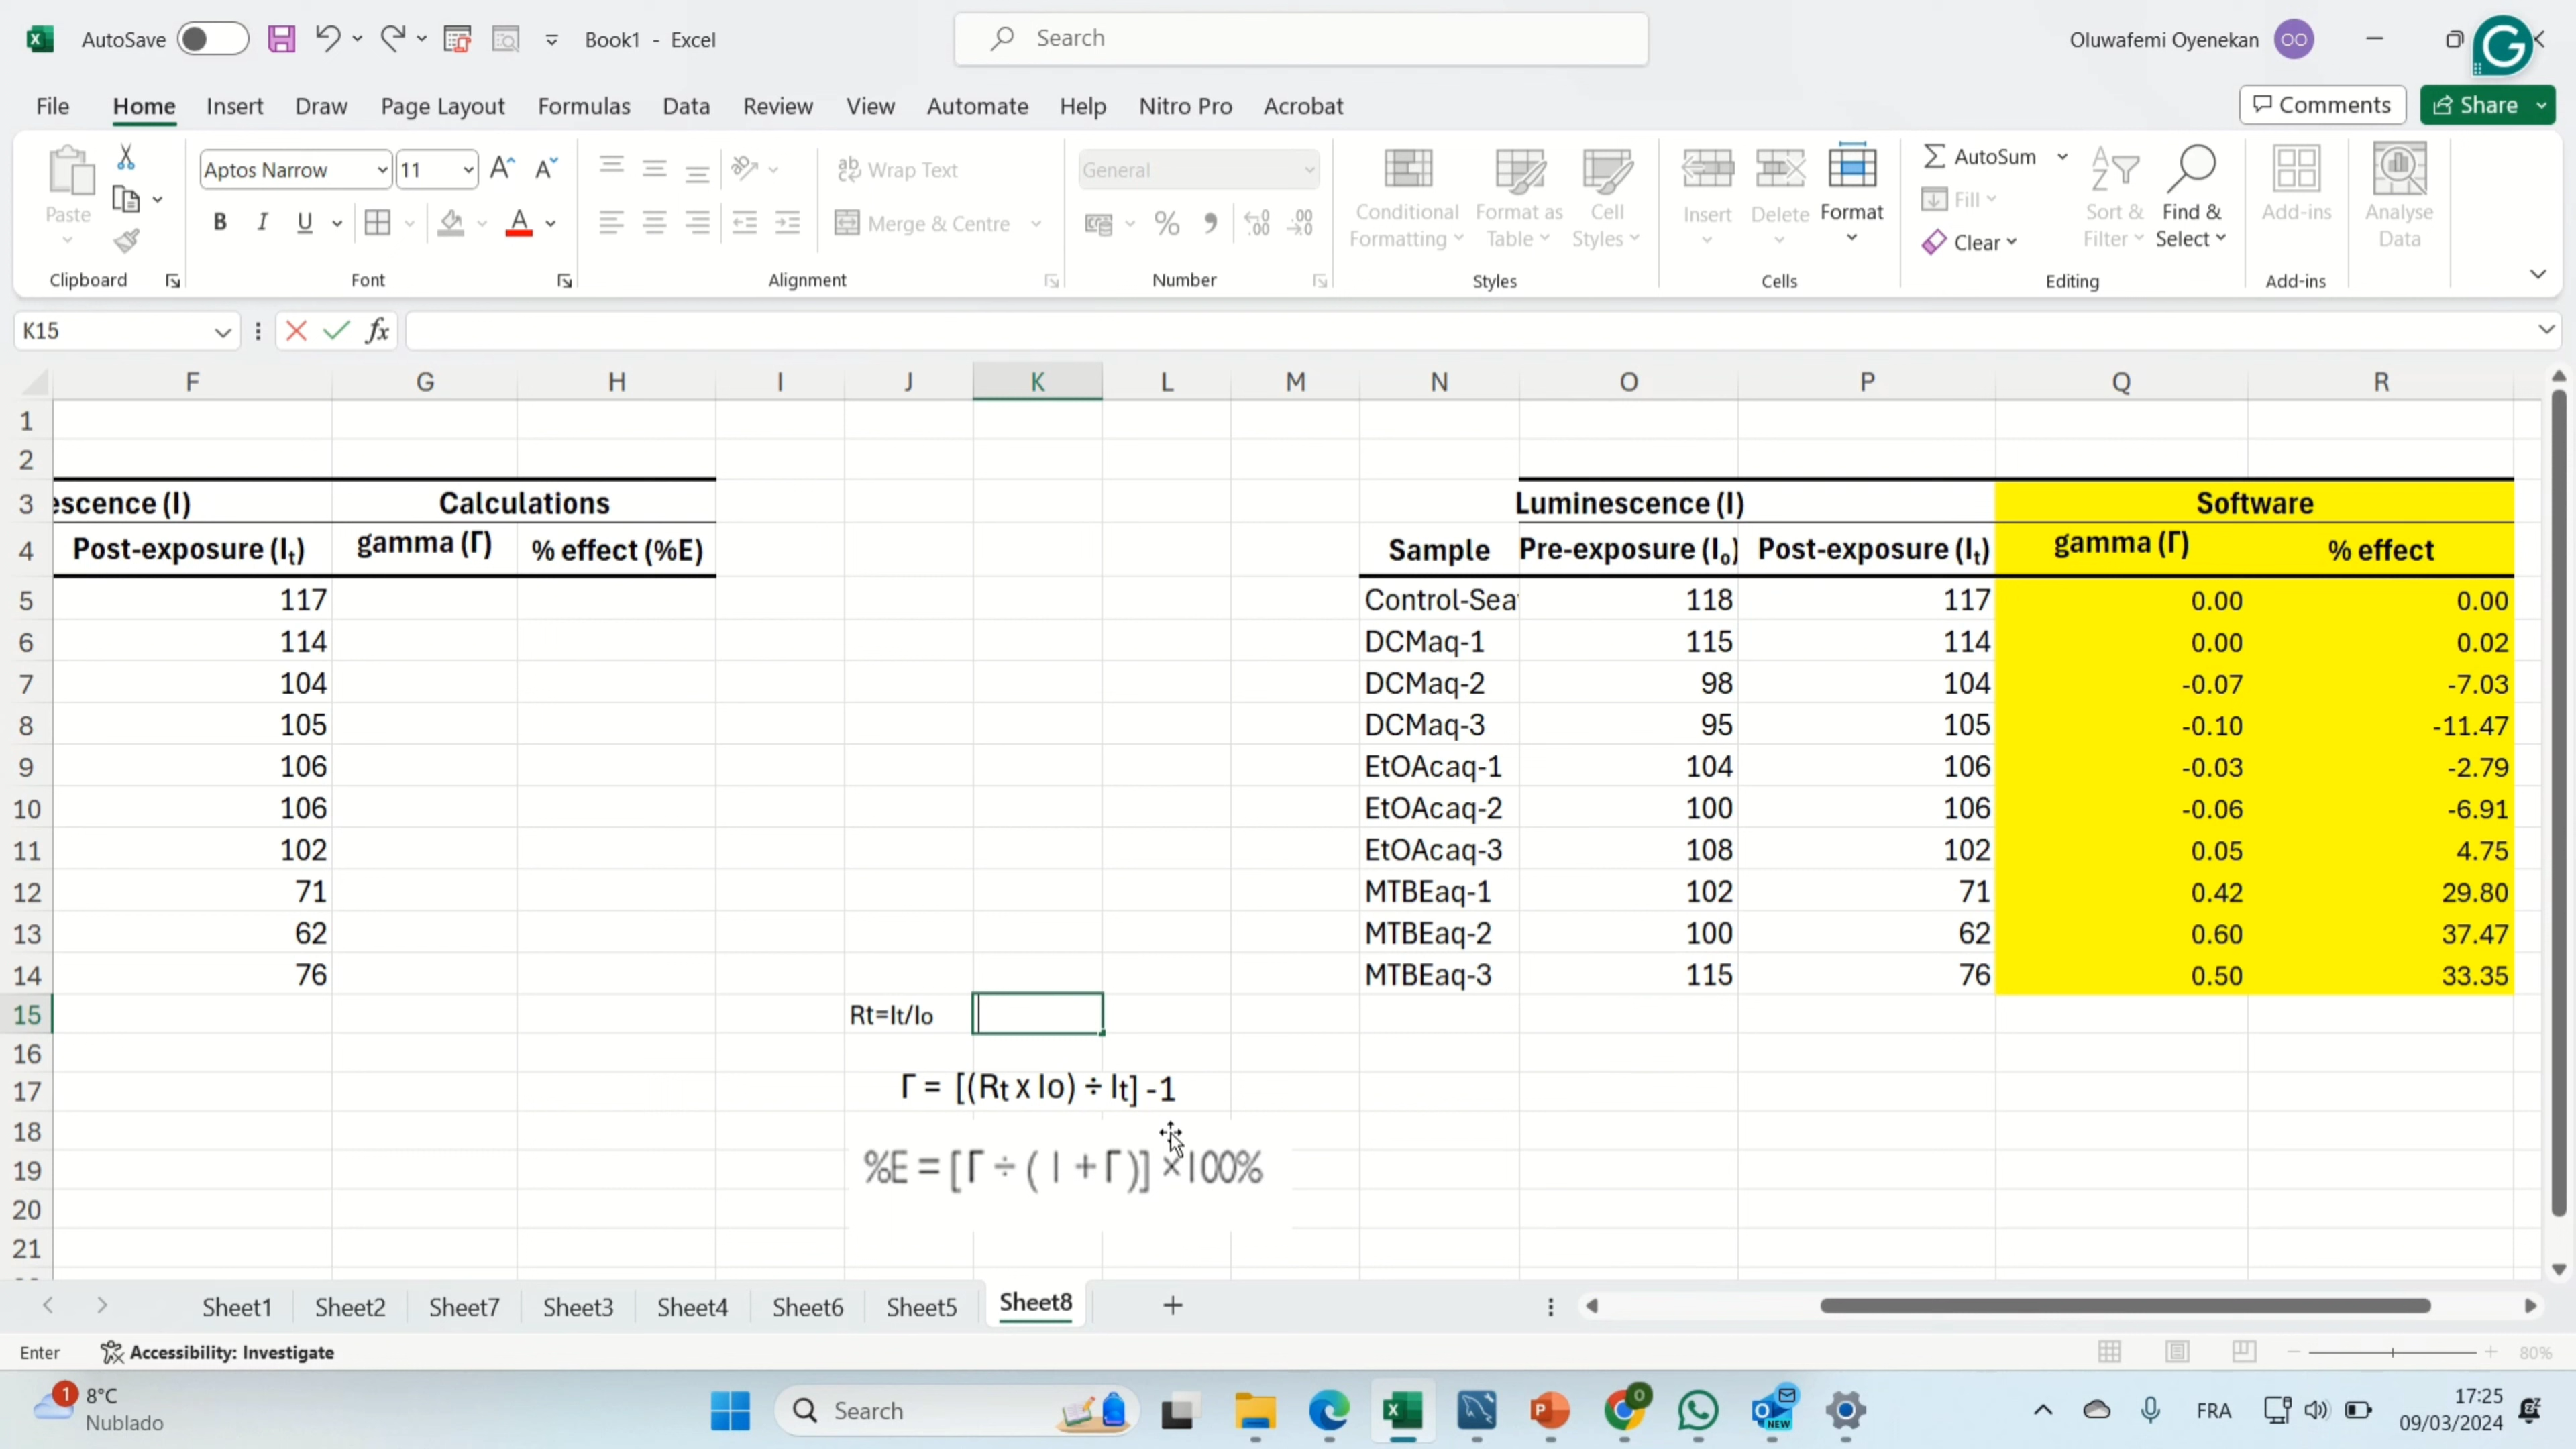 AutoSave Book1 - Excel Search Oluwafemi Oyenekan OO
File Home Insert Draw Page Layout Formulas Data Review View Automate Help Nitro Pro Acrobat Comments Share
Paste Aptos Narrow 11 Wrap Text General Conditional Formatting Format as Table Cell Styles Insert Delete Format AutoSum Fill Clear Sort & Filter Find & Select Add-ins Analyse Data
B I U A Merge & Centre
Clipboard Font Alignment Number Styles Cells Editing Add-ins
K15 fx
F G H I J K L M N O P Q R
1
2
3 escence (I) Calculations Luminescence (I) Software
4 Post-exposure (It) gamma (Γ) % effect (%E) Sample Pre-exposure (Io) Post-exposure (It) gamma (Γ) % effect
5 117 Control-Sea 118 117 0.00 0.00
6 114 DCMaq-1 115 114 0.00 0.02
7 104 DCMaq-2 98 104 -0.07 -7.03
8 105 DCMaq-3 95 105 -0.10 -11.47
9 106 EtOAcaq-1 104 106 -0.03 -2.79
10 106 EtOAcaq-2 100 106 -0.06 -6.91
11 102 EtOAcaq-3 108 102 0.05 4.75
12 71 MTBEaq-1 102 71 0.42 29.80
13 62 MTBEaq-2 100 62 0.60 37.47
14 76 MTBEaq-3 115 76 0.50 33.35
15 Rt=It/Io
16
17 Γ = [(Rt x Io) ÷ It] -1
18
19 %E = [Γ ÷ ( 1 + Γ)] ×100%
20
21
Sheet1 Sheet2 Sheet7 Sheet3 Sheet4 Sheet6 Sheet5 Sheet8
Enter Accessibility: Investigate 80%
1 8°C Search FRA 17:25
Nublado 09/03/2024